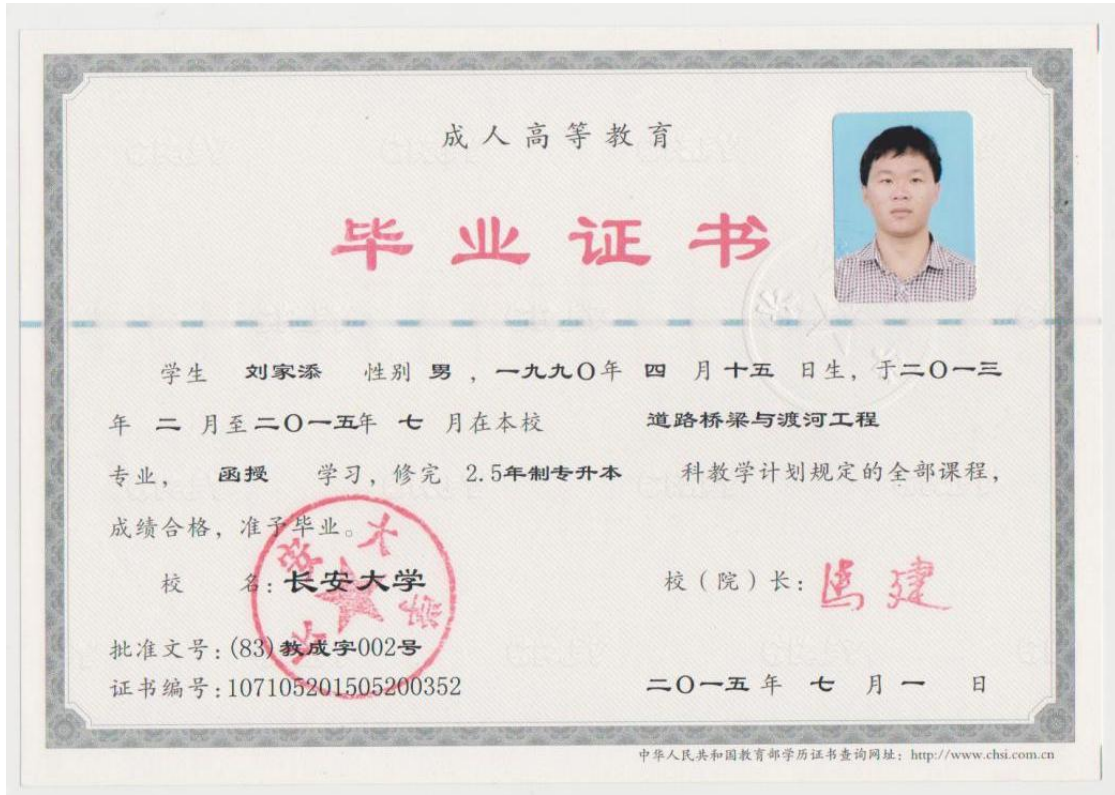 成人高等教育
毕业证书
学生 刘家添 性别 男 ，一九九〇年 四 月 十五 日生，于二〇一三
年 二 月至二〇一五年 七 月在本校 道路桥梁与渡河工程
专业， 函授 学习，修完 2.5年制专升本 科教学计划规定的全部课程，
成绩合格，准予毕业。
校 名：长安大学 校（院）长：马建
批准文号：(83)教成字002号
证书编号：107105201505200352 二〇一五 年 七 月 一 日
长安大学
中华人民共和国教育部学历证书查询网址：http://www.chsi.com.cn